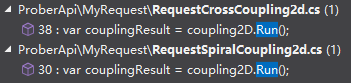 ProberApi\MyRequest\RequestCrossCoupling2d.cs (1)
38 : var couplingResult = coupling2D.Run();
ProberApi\MyRequest\RequestSpiralCoupling2d.cs (1)
30 : var couplingResult = coupling2D.Run();